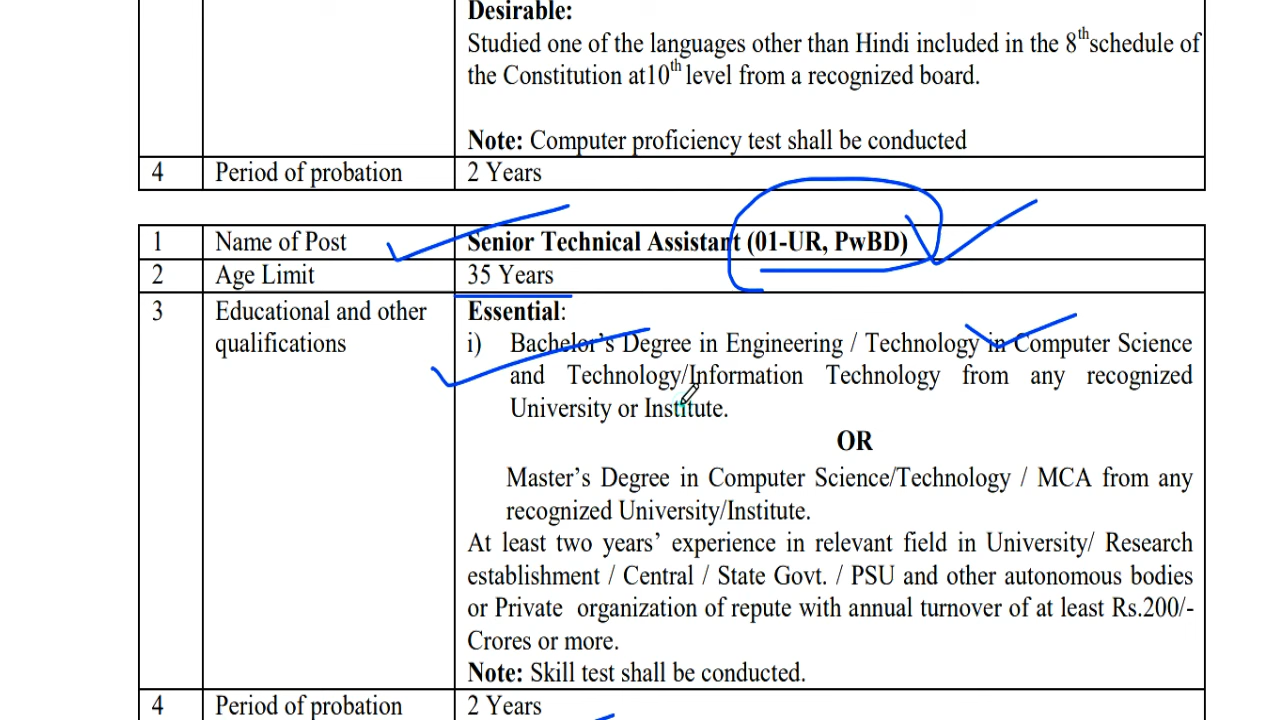 Desirable:
Studied one of the languages other than Hindi included in the 8thschedule of
the Constitution at10th level from a recognized board.
Note: Computer proficiency test shall be conducted
4 Period of probation 2 Years
1 Name of Post Senior Technical Assistant (01-UR, PwBD)
2 Age Limit 35 Years
3 Educational and other Essential:
qualifications i) Bachelor's Degree in Engineering / Technology in Computer Science
and Technology/Information Technology from any recognized
University or Institute.
OR
Master's Degree in Computer Science/Technology / MCA from any
recognized University/Institute.
At least two years' experience in relevant field in University/ Research
establishment / Central / State Govt. / PSU and other autonomous bodies
or Private organization of repute with annual turnover of at least Rs.200/-
Crores or more.
Note: Skill test shall be conducted.
4 Period of probation 2 Years